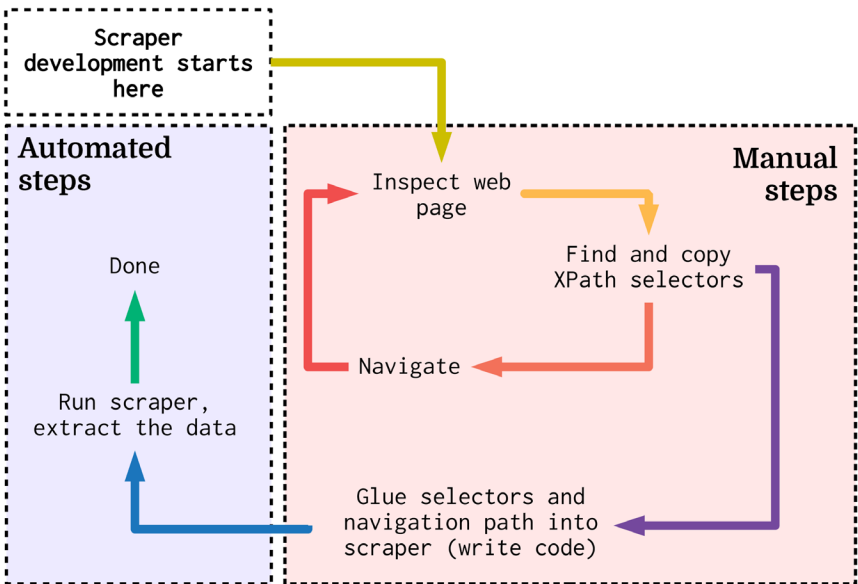 Scraper
development starts
here
Automated
steps
Manual
steps
Inspect web
page
Find and copy
XPath selectors
Navigate
Done
Run scraper,
extract the data
Glue selectors and
navigation path into
scraper (write code)